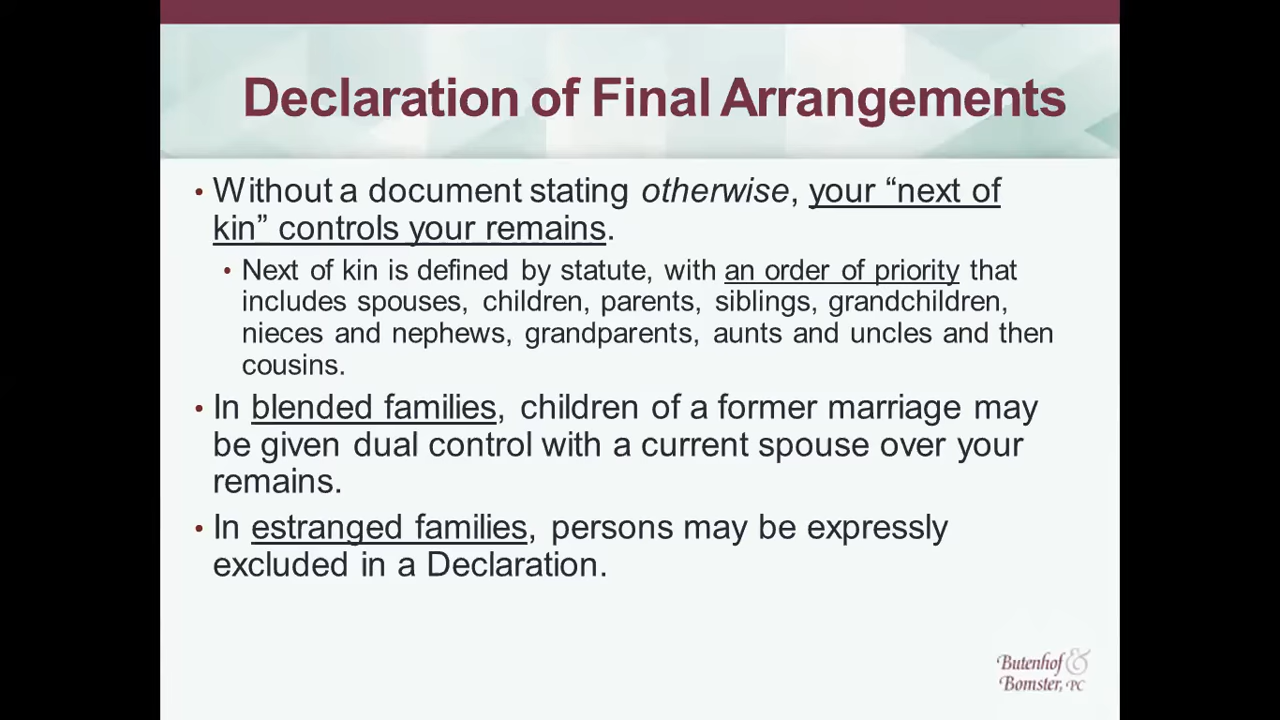 Declaration of Final Arrangements
• Without a document stating otherwise, your “next of
kin” controls your remains.
• Next of kin is defined by statute, with an order of priority that
includes spouses, children, parents, siblings, grandchildren,
nieces and nephews, grandparents, aunts and uncles and then
cousins.
• In blended families, children of a former marriage may
be given dual control with a current spouse over your
remains.
• In estranged families, persons may be expressly
excluded in a Declaration.
Butenhof &
Bomster, PC